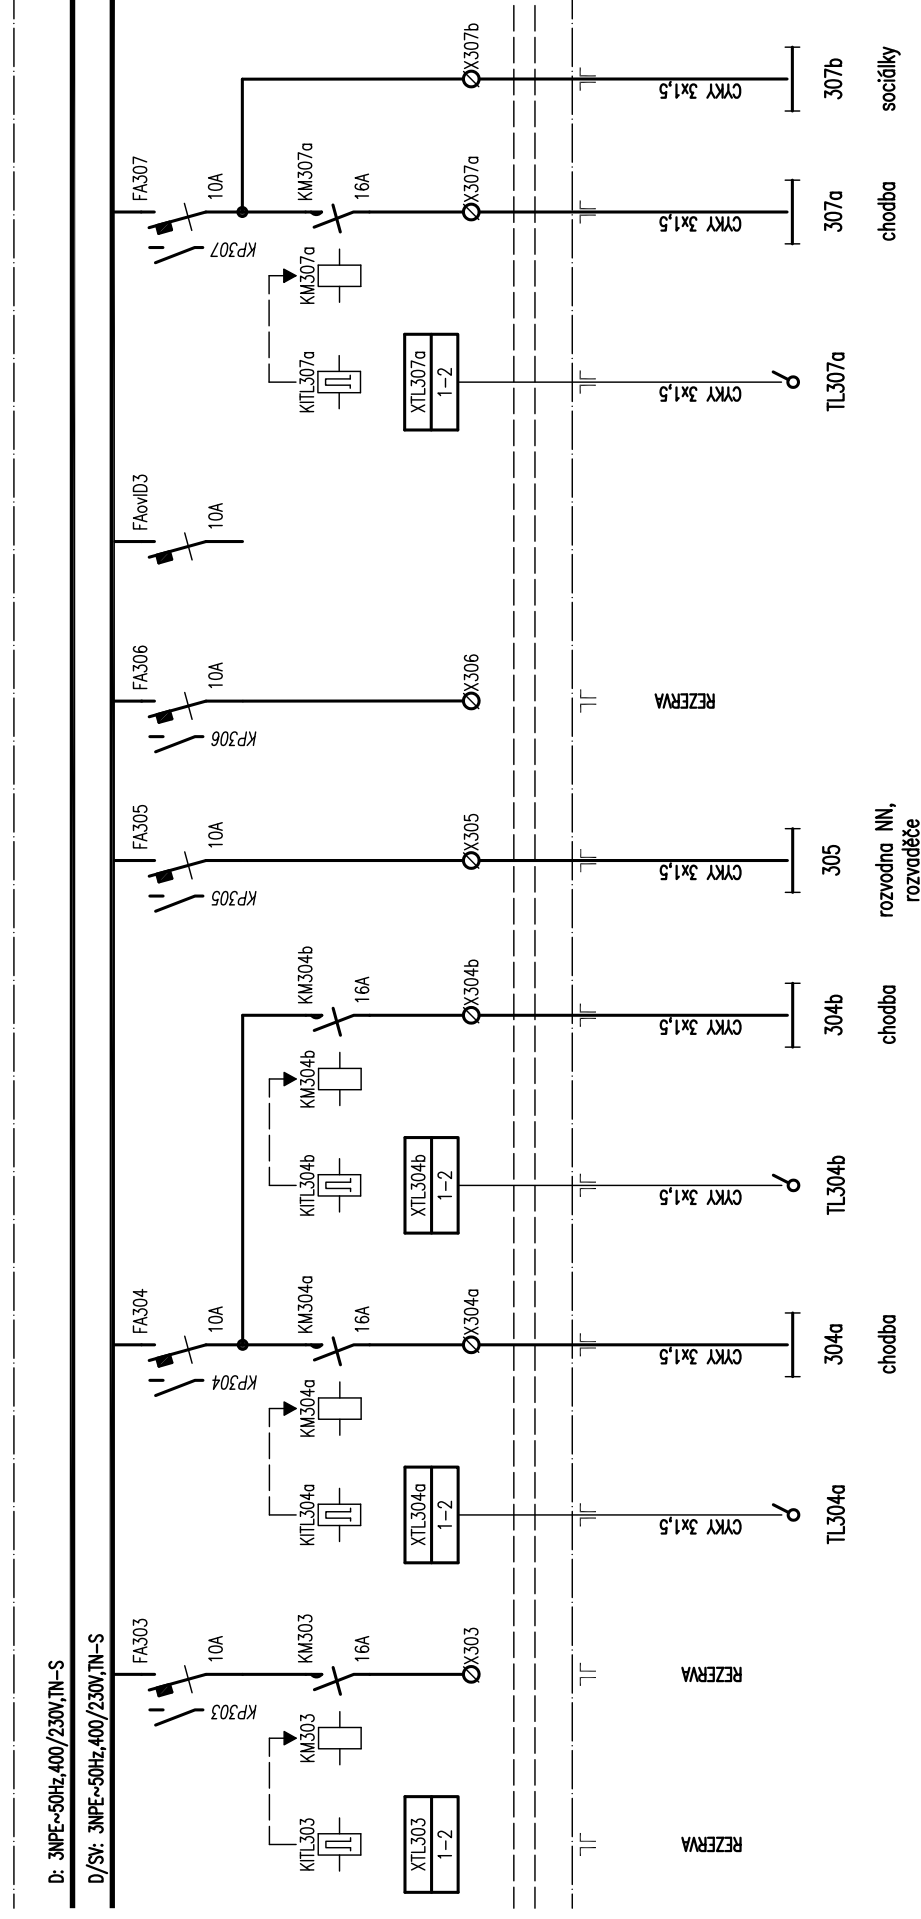 D: 3NPE~50Hz,400/230V,TN-S
D/SV: 3NPE~50Hz,400/230V,TN-S
FA303
10A
KP303
KITL303
KM303
KM303
16A
XTL303
1-2
X303
REZERVA
REZERVA
FA304
10A
KP304
KITL304a
KM304a
KM304a
16A
XTL304a
1-2
X304a
CYKY 3x1,5
CYKY 3x1,5
TL304a
304a
chodba
KITL304b
KM304b
KM304b
16A
XTL304b
1-2
X304b
CYKY 3x1,5
CYKY 3x1,5
TL304b
304b
chodba
FA305
10A
KP305
X305
CYKY 3x1,5
305
rozvodna NN,
rozvaděče
FA306
10A
KP306
X306
REZERVA
FAovID3
10A
FA307
10A
KP307
KITL307a
KM307a
KM307a
16A
XTL307a
1-2
X307a
CYKY 3x1,5
CYKY 3x1,5
TL307a
307a
chodba
X307b
CYKY 3x1,5
307b
sociálky